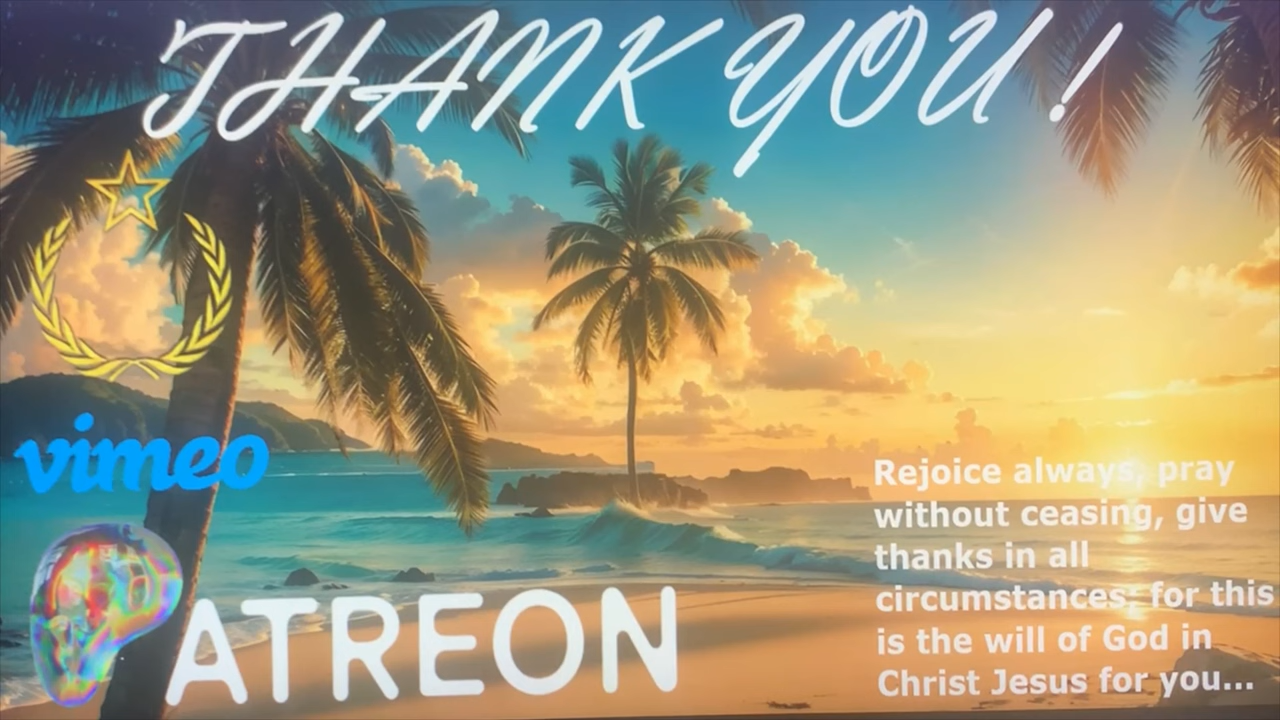 THANK YOU !
vimeo
PATREON
Rejoice always, pray
without ceasing, give
thanks in all
circumstances; for this
is the will of God in
Christ Jesus for you...